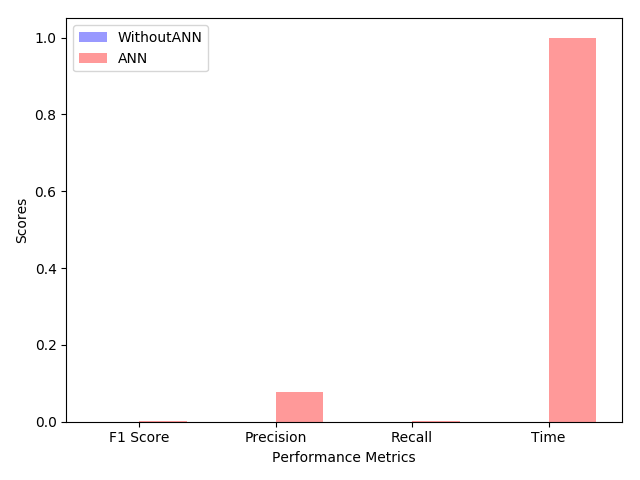 WithoutANN
ANN
1.0
0.8
0.6
0.4
0.2
0.0
Scores
F1 Score Precision Recall Time
Performance Metrics